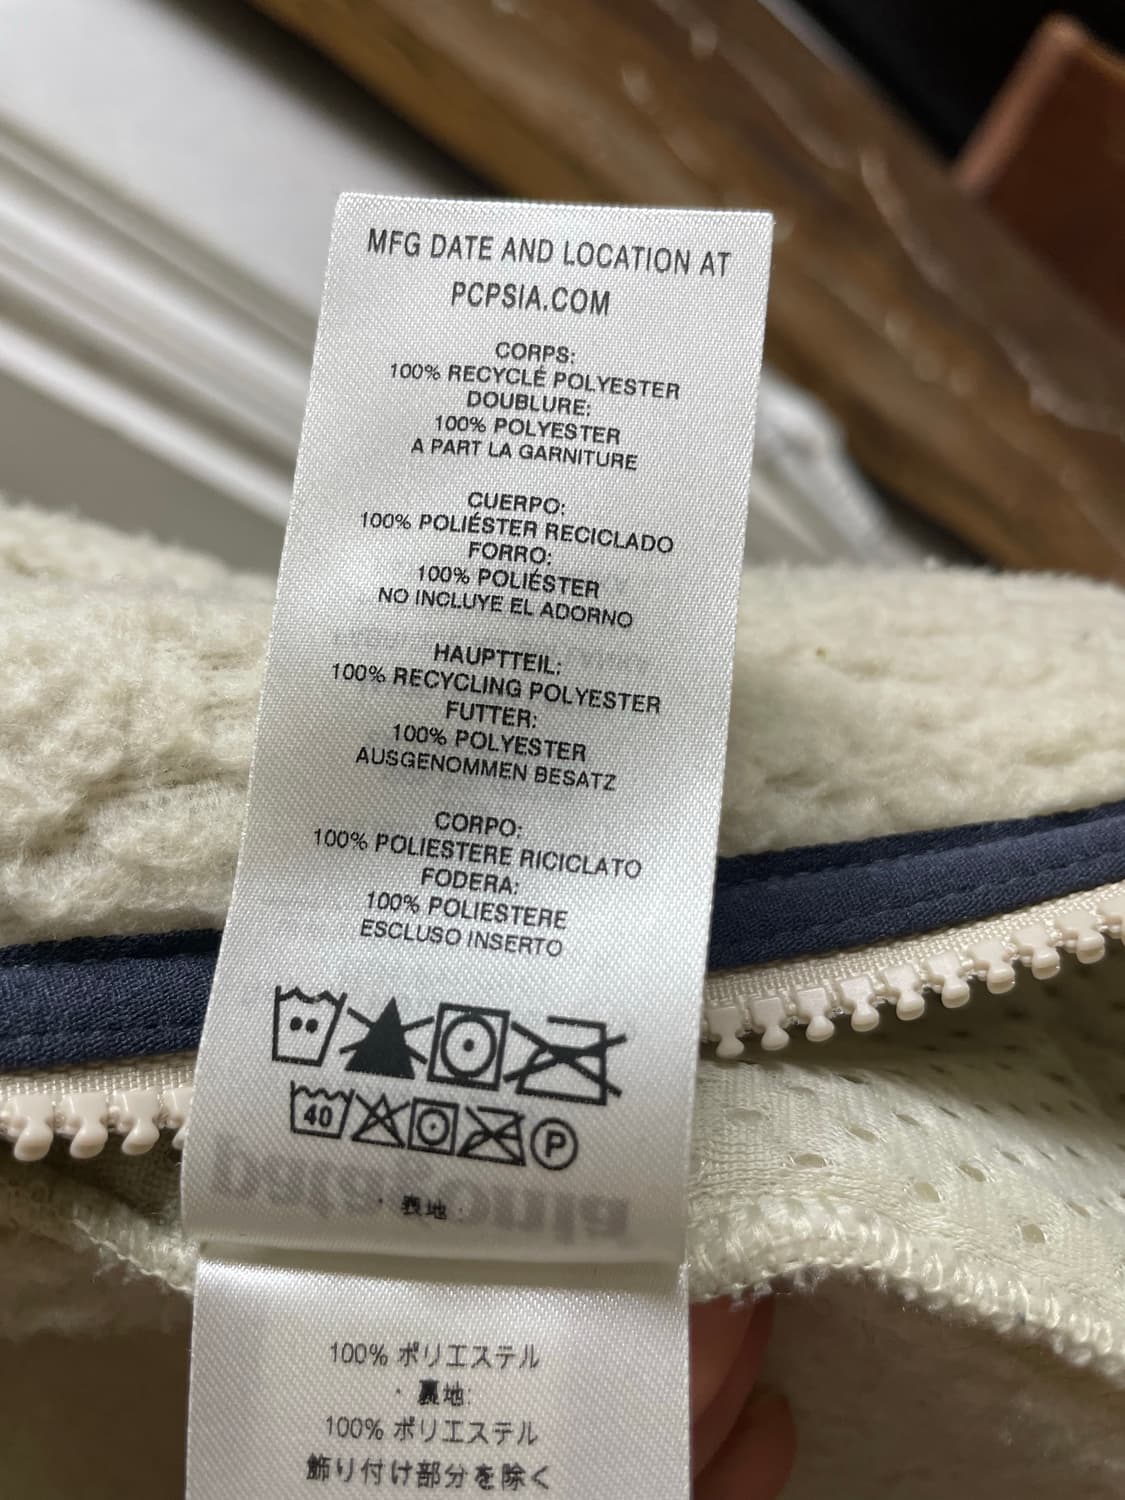 MFG DATE AND LOCATION AT
PCPSIA.COM
CORPS:
100% RECYCLÉ POLYESTER
DOUBLURE:
100% POLYESTER
A PART LA GARNITURE
CUERPO:
100% POLIÉSTER RECICLADO
FORRO:
100% POLIÉSTER
NO INCLUYE EL ADORNO
HAUPTTEIL:
100% RECYCLING POLYESTER
FUTTER:
100% POLYESTER
AUSGENOMMEN BESATZ
CORPO:
100% POLIESTERE RICICLATO
FODERA:
100% POLIESTERE
ESCLUSO INSERTO
40 P
patagonia
・表地
100% ポリエステル
・裏地:
100% ポリエステル
飾り付け部分を除く